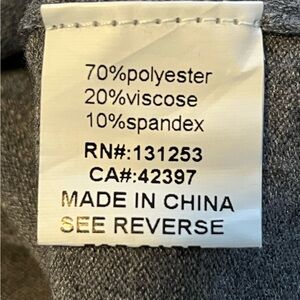 70%polyester
20%viscose
10%spandex
RN#:131253
CA#:42397
MADE IN CHINA
SEE REVERSE